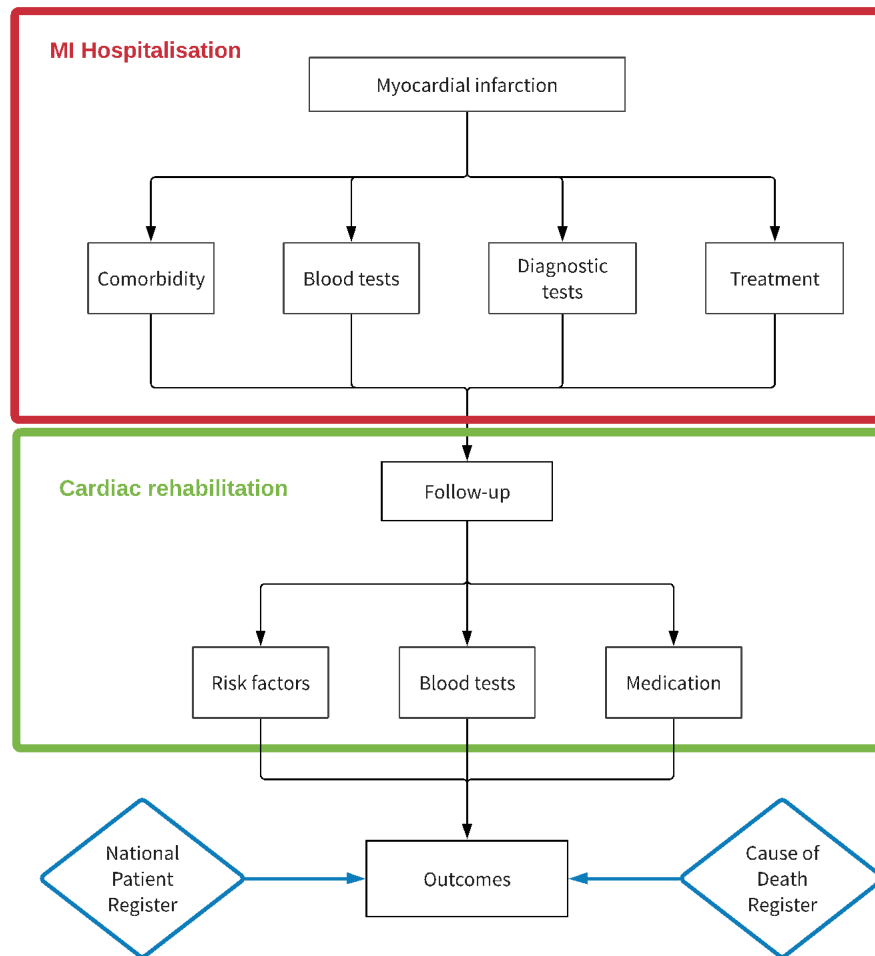 MI Hospitalisation
Myocardial infarction
Comorbidity
Blood tests
Diagnostic
tests
Treatment
Cardiac rehabilitation
Follow-up
Risk factors
Blood tests
Medication
National
Patient
Register
Outcomes
Cause of
Death
Register